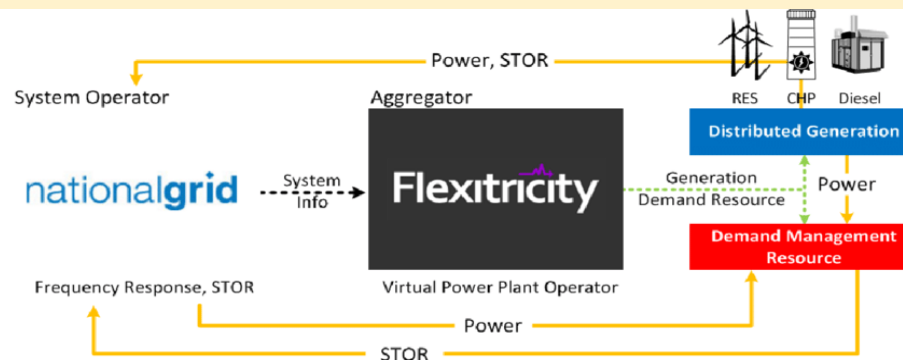 Power, STOR
RES CHP Diesel
System Operator
Aggregator
Distributed Generation
nationalgrid
System
Info
Flexitricity
Generation
Demand Resource
Power
Demand Management
Resource
Frequency Response, STOR
Virtual Power Plant Operator
Power
STOR